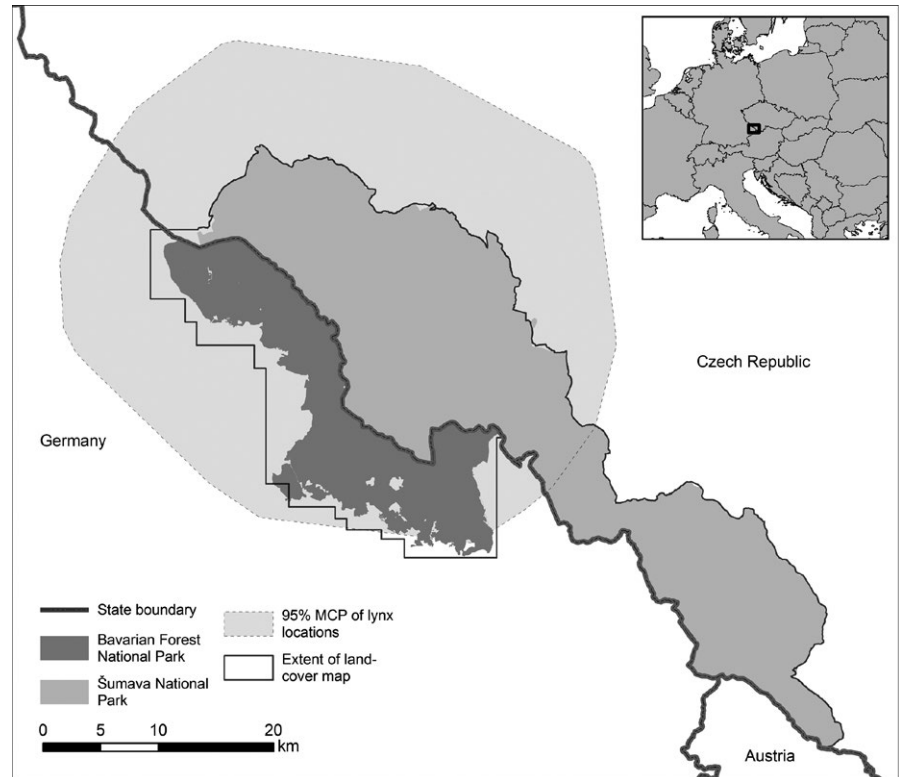 Czech Republic
Germany
State boundary
Bavarian Forest
National Park
Šumava National
Park
95% MCP of lynx
locations
Extent of land-
cover map
0 5 10 20
km
Austria